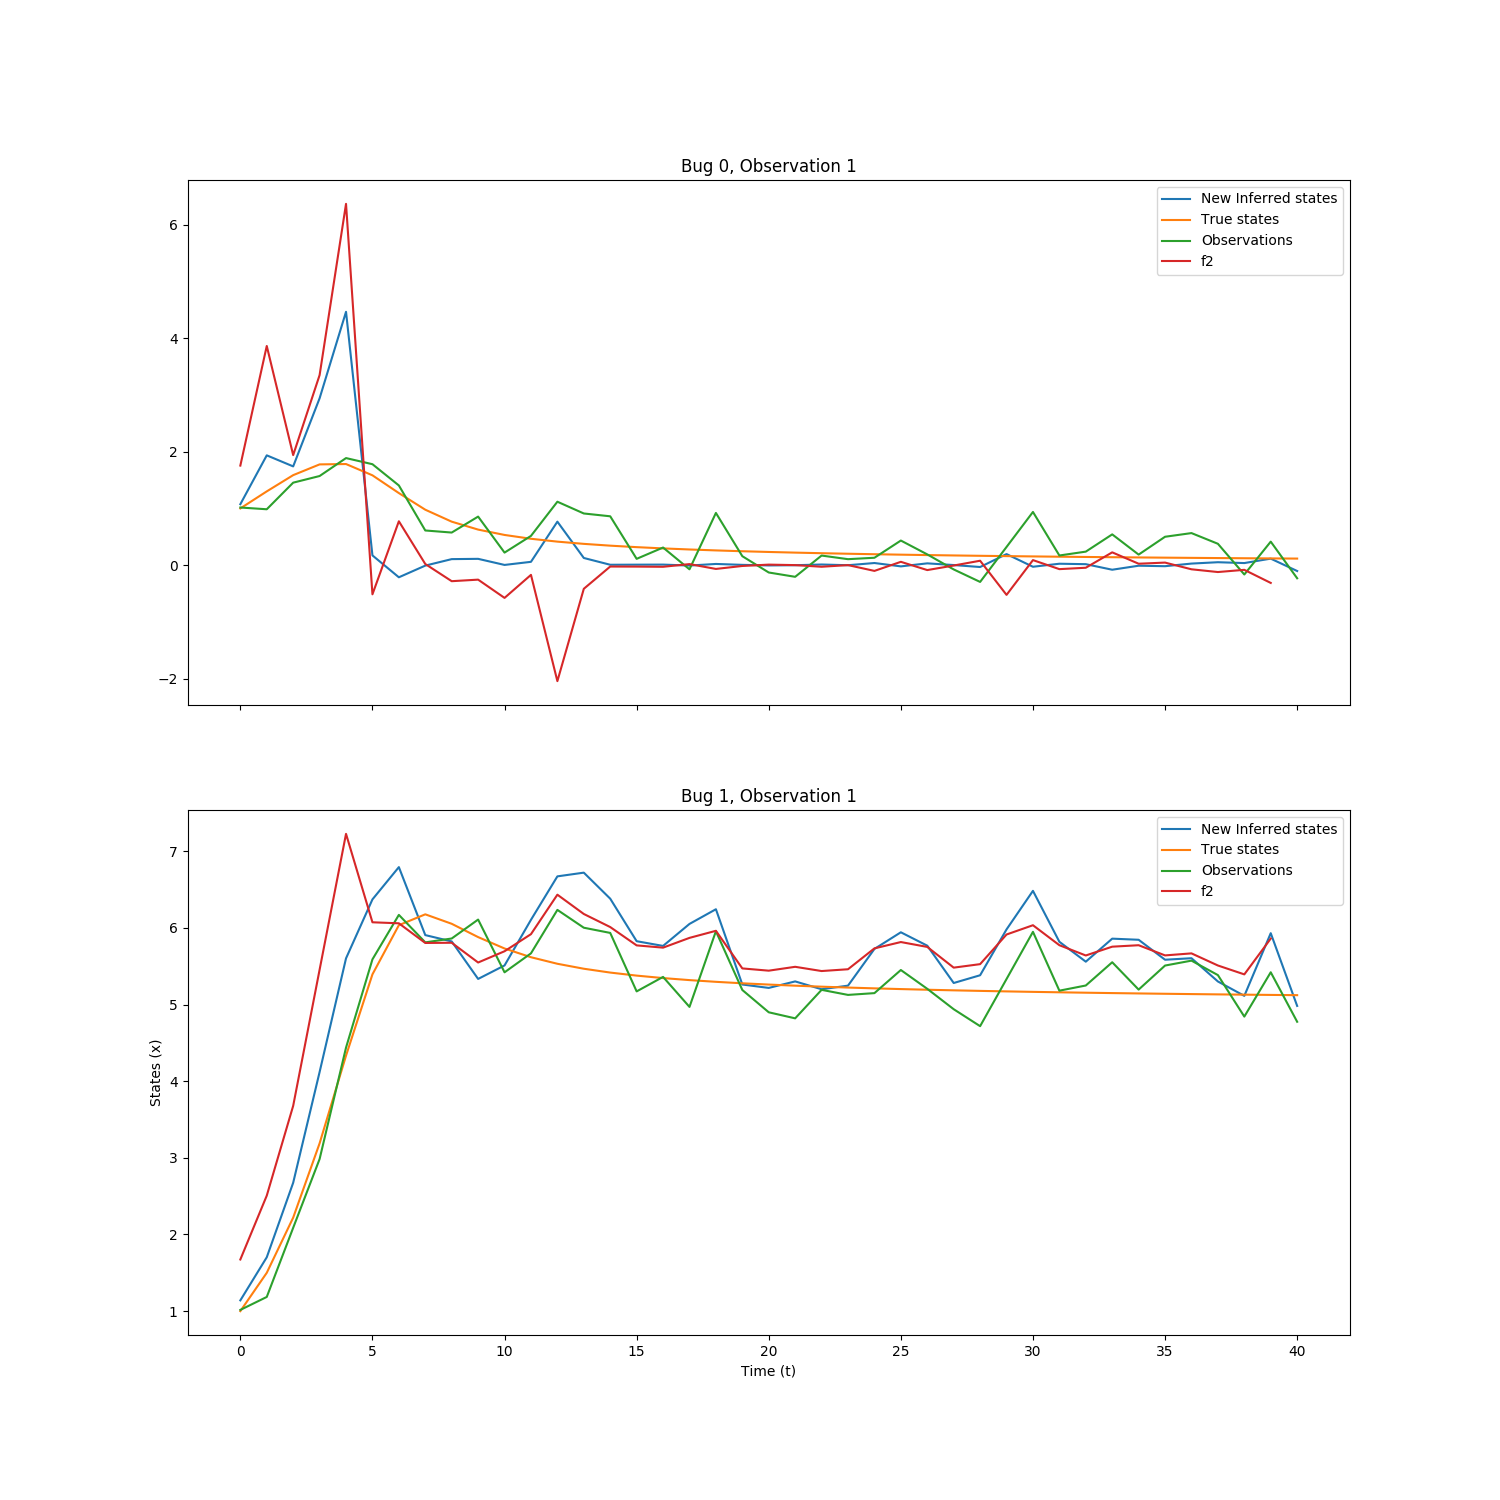 Bug 0, Observation 1
New Inferred states
True states
Observations
f2
6
4
2
0
−2
Bug 1, Observation 1
New Inferred states
True states
Observations
f2
7
6
5
4
3
2
1
States (x)
0 5 10 15 20 25 30 35 40
Time (t)